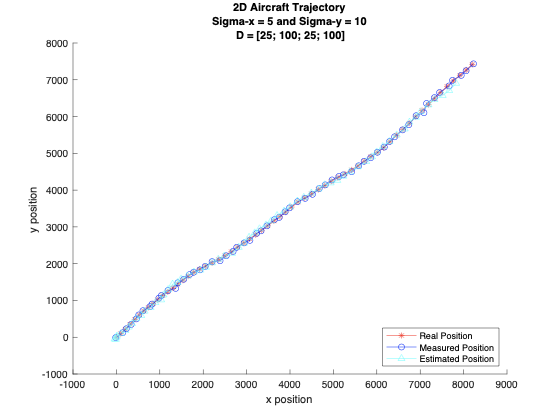 2D Aircraft Trajectory
Sigma-x = 5 and Sigma-y = 10
D = [25; 100; 25; 100]
8000
7000
6000
5000
4000
3000
2000
1000
0
-1000
y position
-1000 0 1000 2000 3000 4000 5000 6000 7000 8000 9000
x position
Real Position
Measured Position
Estimated Position